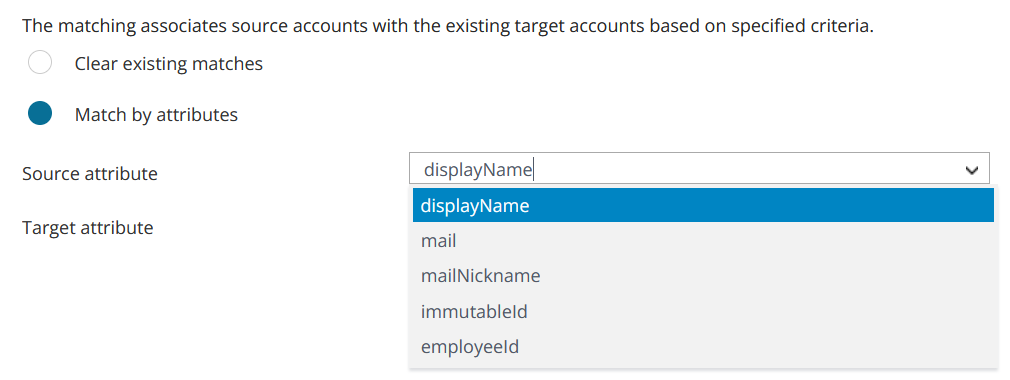 The matching associates source accounts with the existing target accounts based on specified criteria.
Clear existing matches
Match by attributes
Source attribute
displayName
displayName
Target attribute
mail
mailNickname
immutableId
employeeId